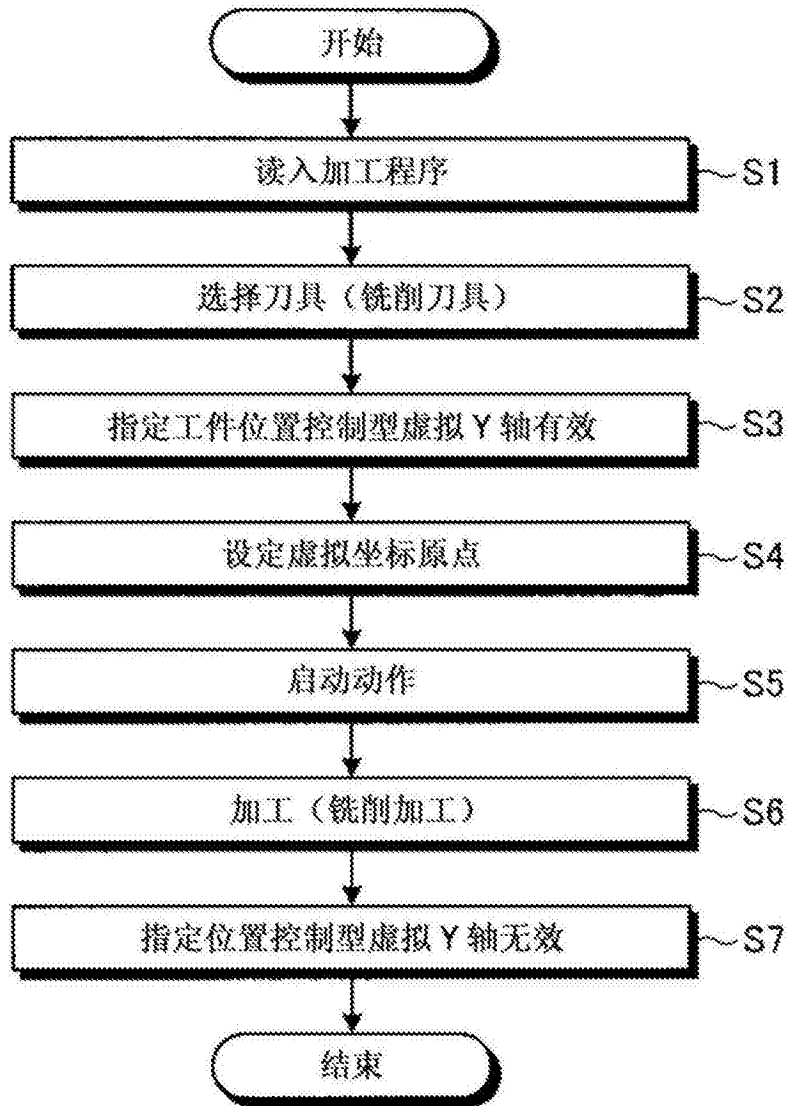 开始
读入加工程序 S1
选择刀具（铣削刀具） S2
指定工件位置控制型虚拟 Y 轴有效 S3
设定虚拟坐标原点 S4
启动动作 S5
加工（铣削加工） S6
指定位置控制型虚拟 Y 轴无效 S7
结束